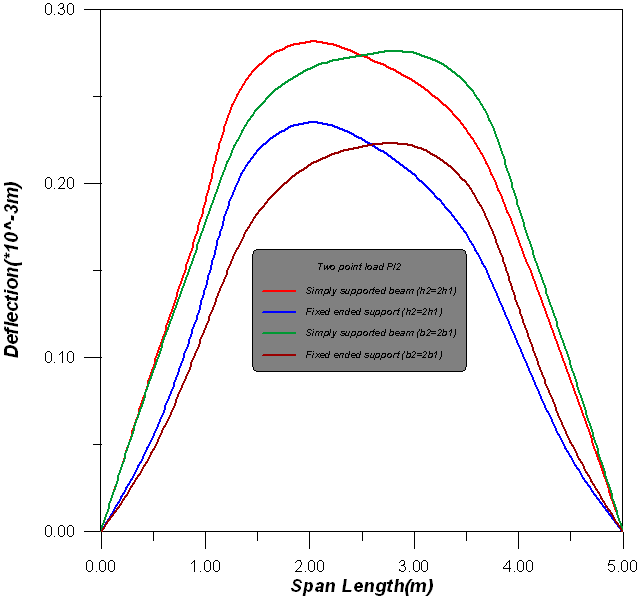 0.30
0.20
0.10
0.00
Deflection(*10^-3m)
Two point load P/2
Simply supported beam (h2=2h1)
Fixed ended support (h2=2h1)
Simply supported beam (b2=2b1)
Fixed ended support (b2=2b1)
0.00 1.00 2.00 3.00 4.00 5.00
Span Length(m)